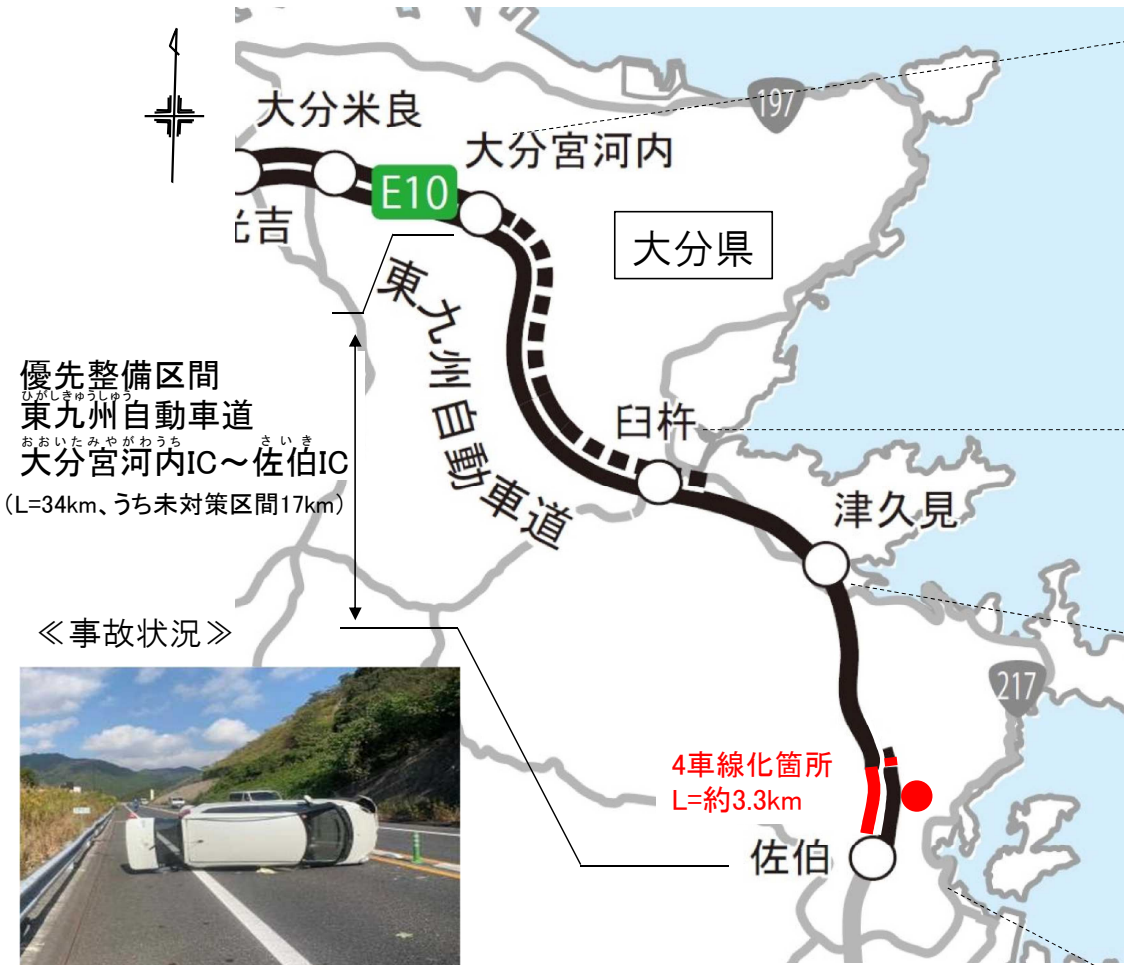 大分米良
大分宮河内
197
E10
光吉
大分県
東九州自動車道
優先整備区間
ひがしきゅうしゅう
東九州自動車道
おおいたみやがわうち さいき
大分宮河内IC～佐伯IC
（L=34km、うち未対策区間17km）
臼杵
津久見
≪事故状況≫
217
4車線化箇所
L=約3.3km
佐伯